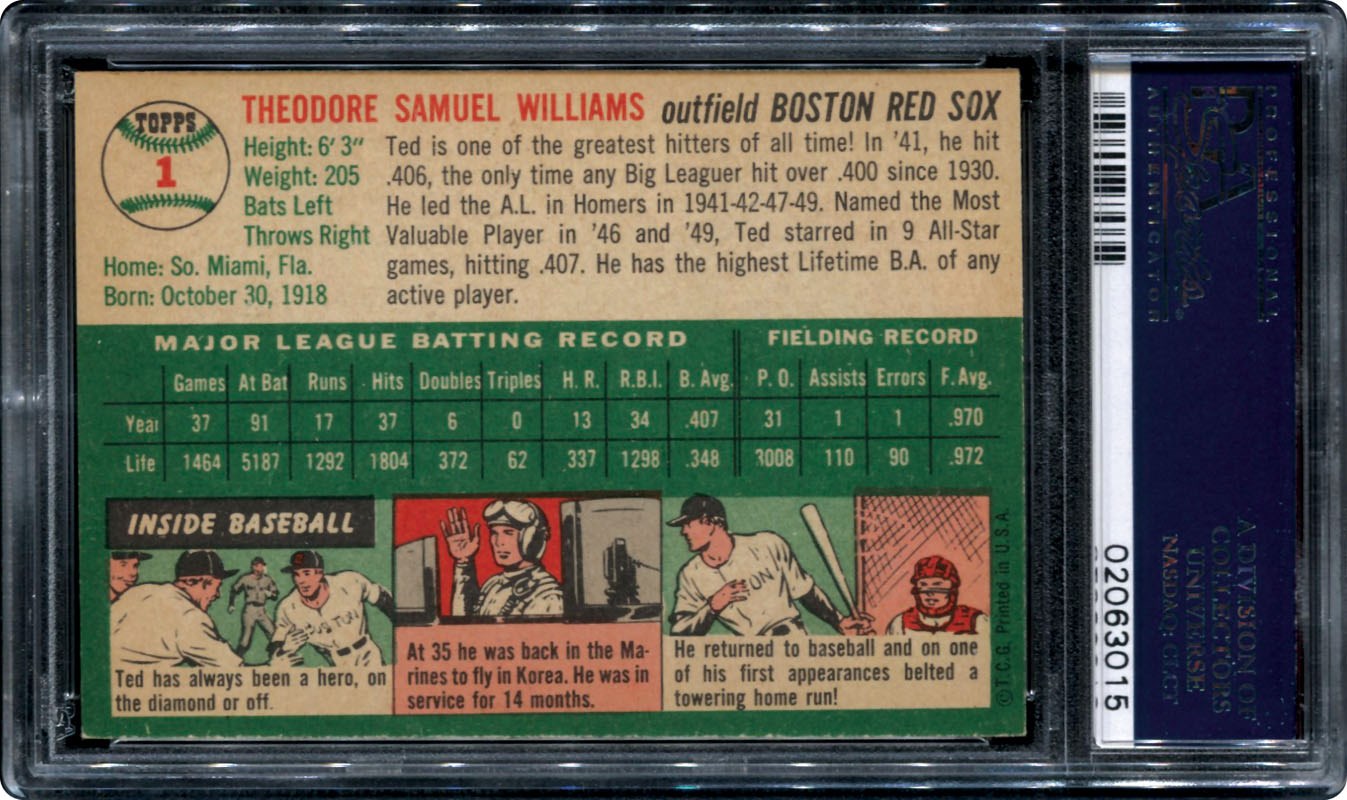 TOPPS
1
THEODORE SAMUEL WILLIAMS outfield BOSTON RED SOX
Height: 6' 3"
Weight: 205
Bats Left
Throws Right
Home: So. Miami, Fla.
Born: October 30, 1918
Ted is one of the greatest hitters of all time! In '41, he hit
.406, the only time any Big Leaguer hit over .400 since 1930.
He led the A.L. in Homers in 1941-42-47-49. Named the Most
Valuable Player in '46 and '49, Ted starred in 9 All-Star
games, hitting .407. He has the highest Lifetime B.A. of any
active player.
MAJOR LEAGUE BATTING RECORD FIELDING RECORD
Games At Bat Runs Hits Doubles Triples H. R. R.B.I. B. Avg. P. O. Assists Errors F. Avg.
Year 37 91 17 37 6 0 13 34 .407 31 1 1 .970
Life 1464 5187 1292 1804 372 62 337 1298 .348 3008 110 90 .972
INSIDE BASEBALL
Ted has always been a hero, on
the diamond or off.
At 35 he was back in the Ma-
rines to fly in Korea. He was in
service for 14 months.
He returned to baseball and on one
of his first appearances belted a
towering home run!
© T.C.G. Printed in U.S.A.
02063015
PROFESSIONAL
PSA
AUTHENTICATOR
A DIVISION OF
COLLECTORS
UNIVERSE
NASDAQ: CLCT